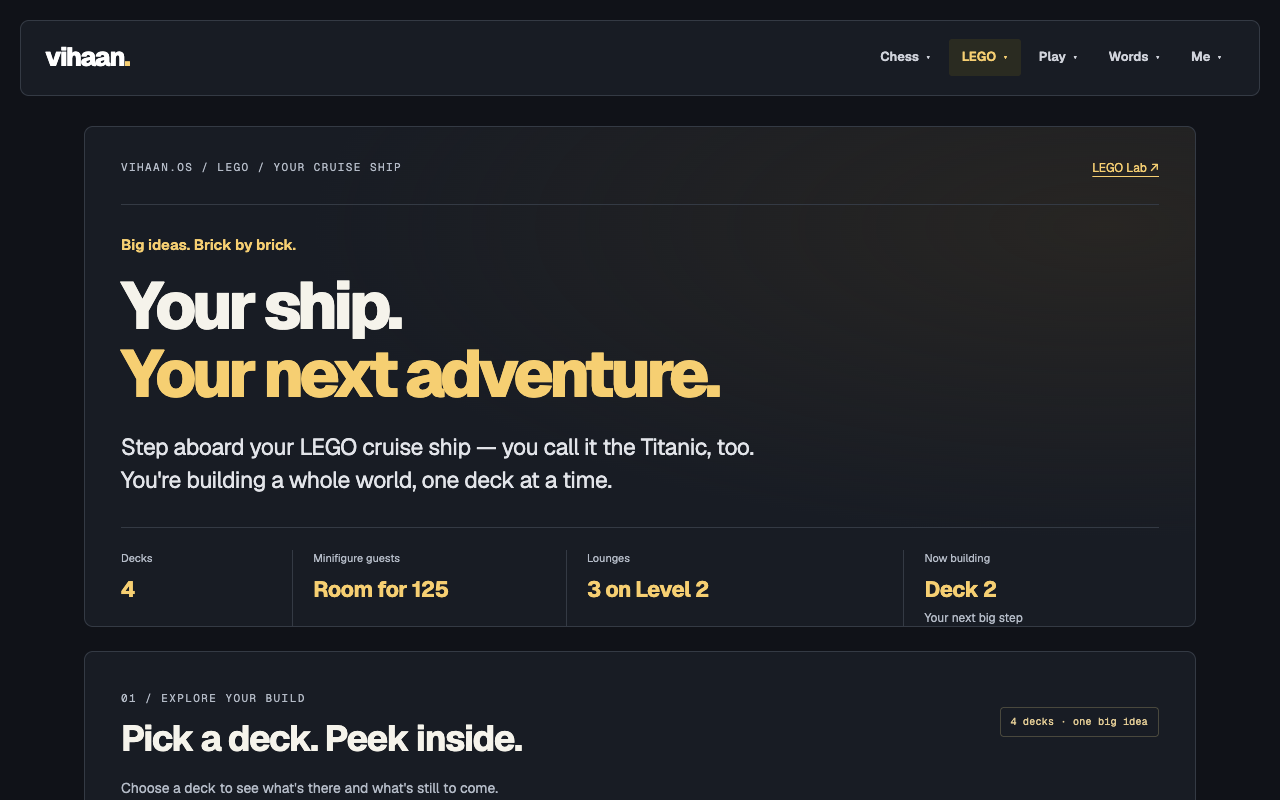 vihaan.
Chess
LEGO
Play
Words
Me
VIHAAN.OS / LEGO / YOUR CRUISE SHIP
LEGO Lab ↗
Big ideas. Brick by brick.
Your ship.
Your next adventure.
Step aboard your LEGO cruise ship — you call it the Titanic, too.
You're building a whole world, one deck at a time.
Decks
4
Minifigure guests
Room for 125
Lounges
3 on Level 2
Now building
Deck 2
Your next big step
01 / EXPLORE YOUR BUILD
Pick a deck. Peek inside.
4 decks · one big idea
Choose a deck to see what's there and what's still to come.